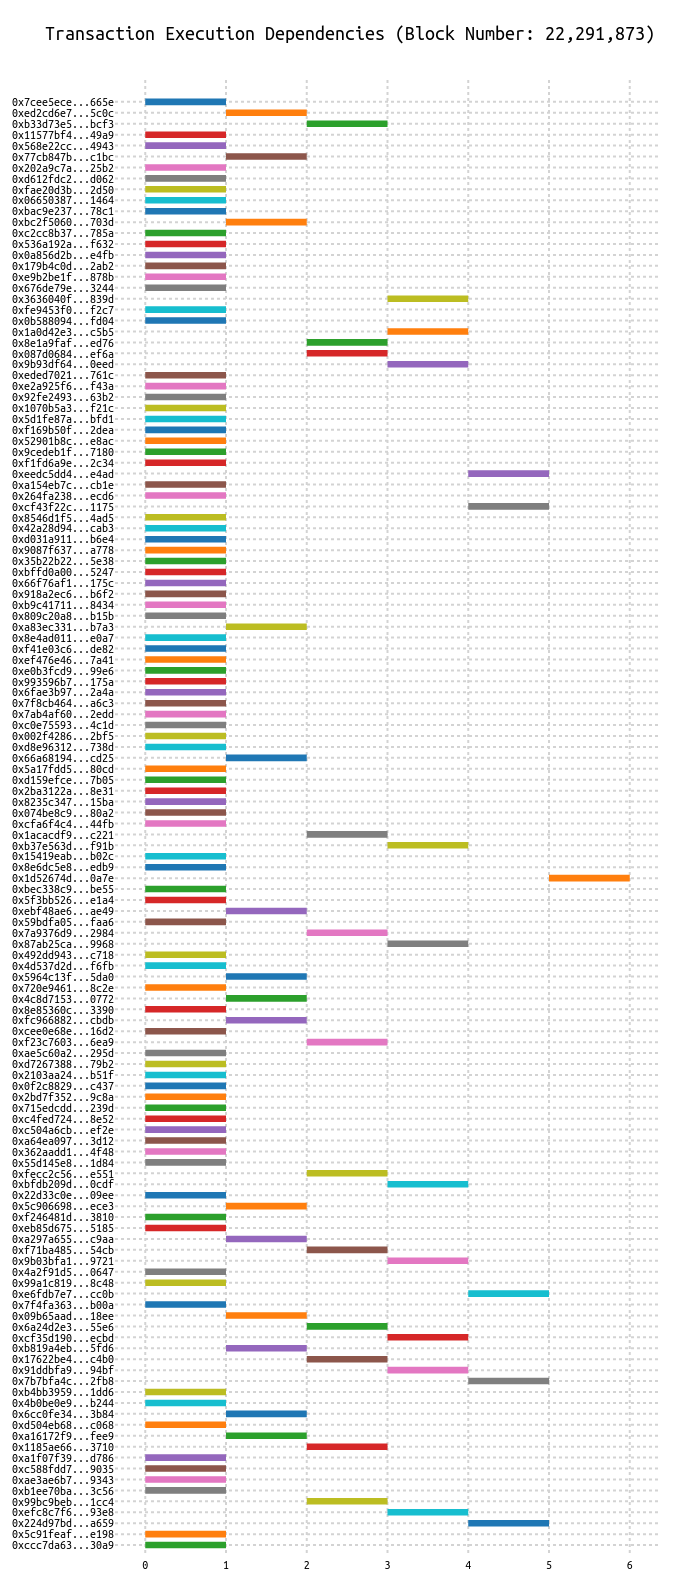 Transaction Execution Dependencies (Block Number: 22,291,873)
0x7cee5ece...665e
0xed2cd6e7...5c0c
0xb33d73e5...bcf3
0x11577bf4...49a9
0x568e22cc...4943
0x77cb847b...c1bc
0x202a9c7a...25b2
0xd612fdc2...d062
0xfae20d3b...2d50
0x06650387...1464
0xbac9e237...78c1
0xbc2f5060...703d
0xc2cc8b37...785a
0x536a192a...f632
0x0a856d2b...e4fb
0x179b4c0d...2ab2
0xe9b2be1f...878b
0x676de79e...3244
0x3636040f...839d
0xfe9453f0...f2c7
0x0b588094...fd04
0x1a0d42e3...c5b5
0x8e1a9faf...ed76
0x087d0684...ef6a
0x9b93df64...0eed
0xeded7021...761c
0xe2a925f6...f43a
0x92fe2493...63b2
0x1070b5a3...f21c
0x5d1fe87a...bfd1
0xf169b50f...2dea
0x52901b8c...e8ac
0x9cedeb1f...7180
0xf1fd6a9e...2c34
0xeedc5dd4...e4ad
0xa154eb7c...cb1e
0x264fa238...ecd6
0xcf43f22c...1175
0x8546d1f5...4ad5
0x42a28d94...cab3
0xd031a911...b6e4
0x9087f637...a778
0x35b22b22...5e38
0xbffd0a00...5247
0x66f76af1...175c
0x918a2ec6...b6f2
0xb9c41711...8434
0x809c20a8...b15b
0xa83ec331...b7a3
0x8e4ad011...e0a7
0xf41e03c6...de82
0xef476e46...7a41
0xe0b3fcd9...99e6
0x993596b7...175a
0x6fae3b97...2a4a
0x7f8cb464...a6c3
0x7ab4af60...2edd
0xc0e75593...4c1d
0x002f4286...2bf5
0xd8e96312...738d
0x66a68194...cd25
0x5a17fdd5...80cd
0xd159efce...7b05
0x2ba3122a...8e31
0x8235c347...15ba
0x074be8c9...80a2
0xcfa6f4c4...44fb
0x1acacdf9...c221
0xb37e563d...f91b
0x15419eab...b02c
0x8e6dc5e8...edb9
0x1d52674d...0a7e
0xbec338c9...be55
0x5f3bb526...e1a4
0xebf48ae6...ae49
0x59bdfa05...faa6
0x7a9376d9...2984
0x87ab25ca...9968
0x492dd943...c718
0x4d537d2d...f6fb
0x5964c13f...5da0
0x720e9461...8c2e
0x4c8d7153...0772
0x8e85360c...3390
0xfc966882...cbdb
0xcee0e68e...16d2
0xf23c7603...6ea9
0xae5c60a2...295d
0xd7267388...79b2
0x2103aa24...b51f
0x0f2c8829...c437
0x2bd7f352...9c8a
0x715edcdd...239d
0xc4fed724...8e52
0xc504a6cb...ef2e
0xa64ea097...3d12
0x362aadd1...4f48
0x55d145e8...1d84
0xfecc2c56...e551
0xbfdb209d...0cdf
0x22d33c0e...09ee
0x5c906698...ece3
0xf246481d...3810
0xeb85d675...5185
0xa297a655...c9aa
0xf71ba485...54cb
0x9b03bfa1...9721
0x4a2f91d5...0647
0x99a1c819...8c48
0xe6fdb7e7...cc0b
0x7f4fa363...b00a
0x09b65aad...18ee
0x6a24d2e3...55e6
0xcf35d190...ecbd
0xb819a4eb...5fd6
0x17622be4...c4b0
0x91ddbfa9...94bf
0x7b7bfa4c...2fb8
0xb4bb3959...1dd6
0x4b0be0e9...b244
0x6cc0fe34...3b84
0xd504eb68...c068
0xa16172f9...fee9
0x1185ae66...3710
0xa1f07f39...d786
0xc588fdd7...9035
0xae3ae6b7...9343
0xb1ee70ba...3c56
0x99bc9beb...1cc4
0xefc8c7f6...93e8
0x224d97bd...a659
0x5c91feaf...e198
0xccc7da63...30a9
0 1 2 3 4 5 6